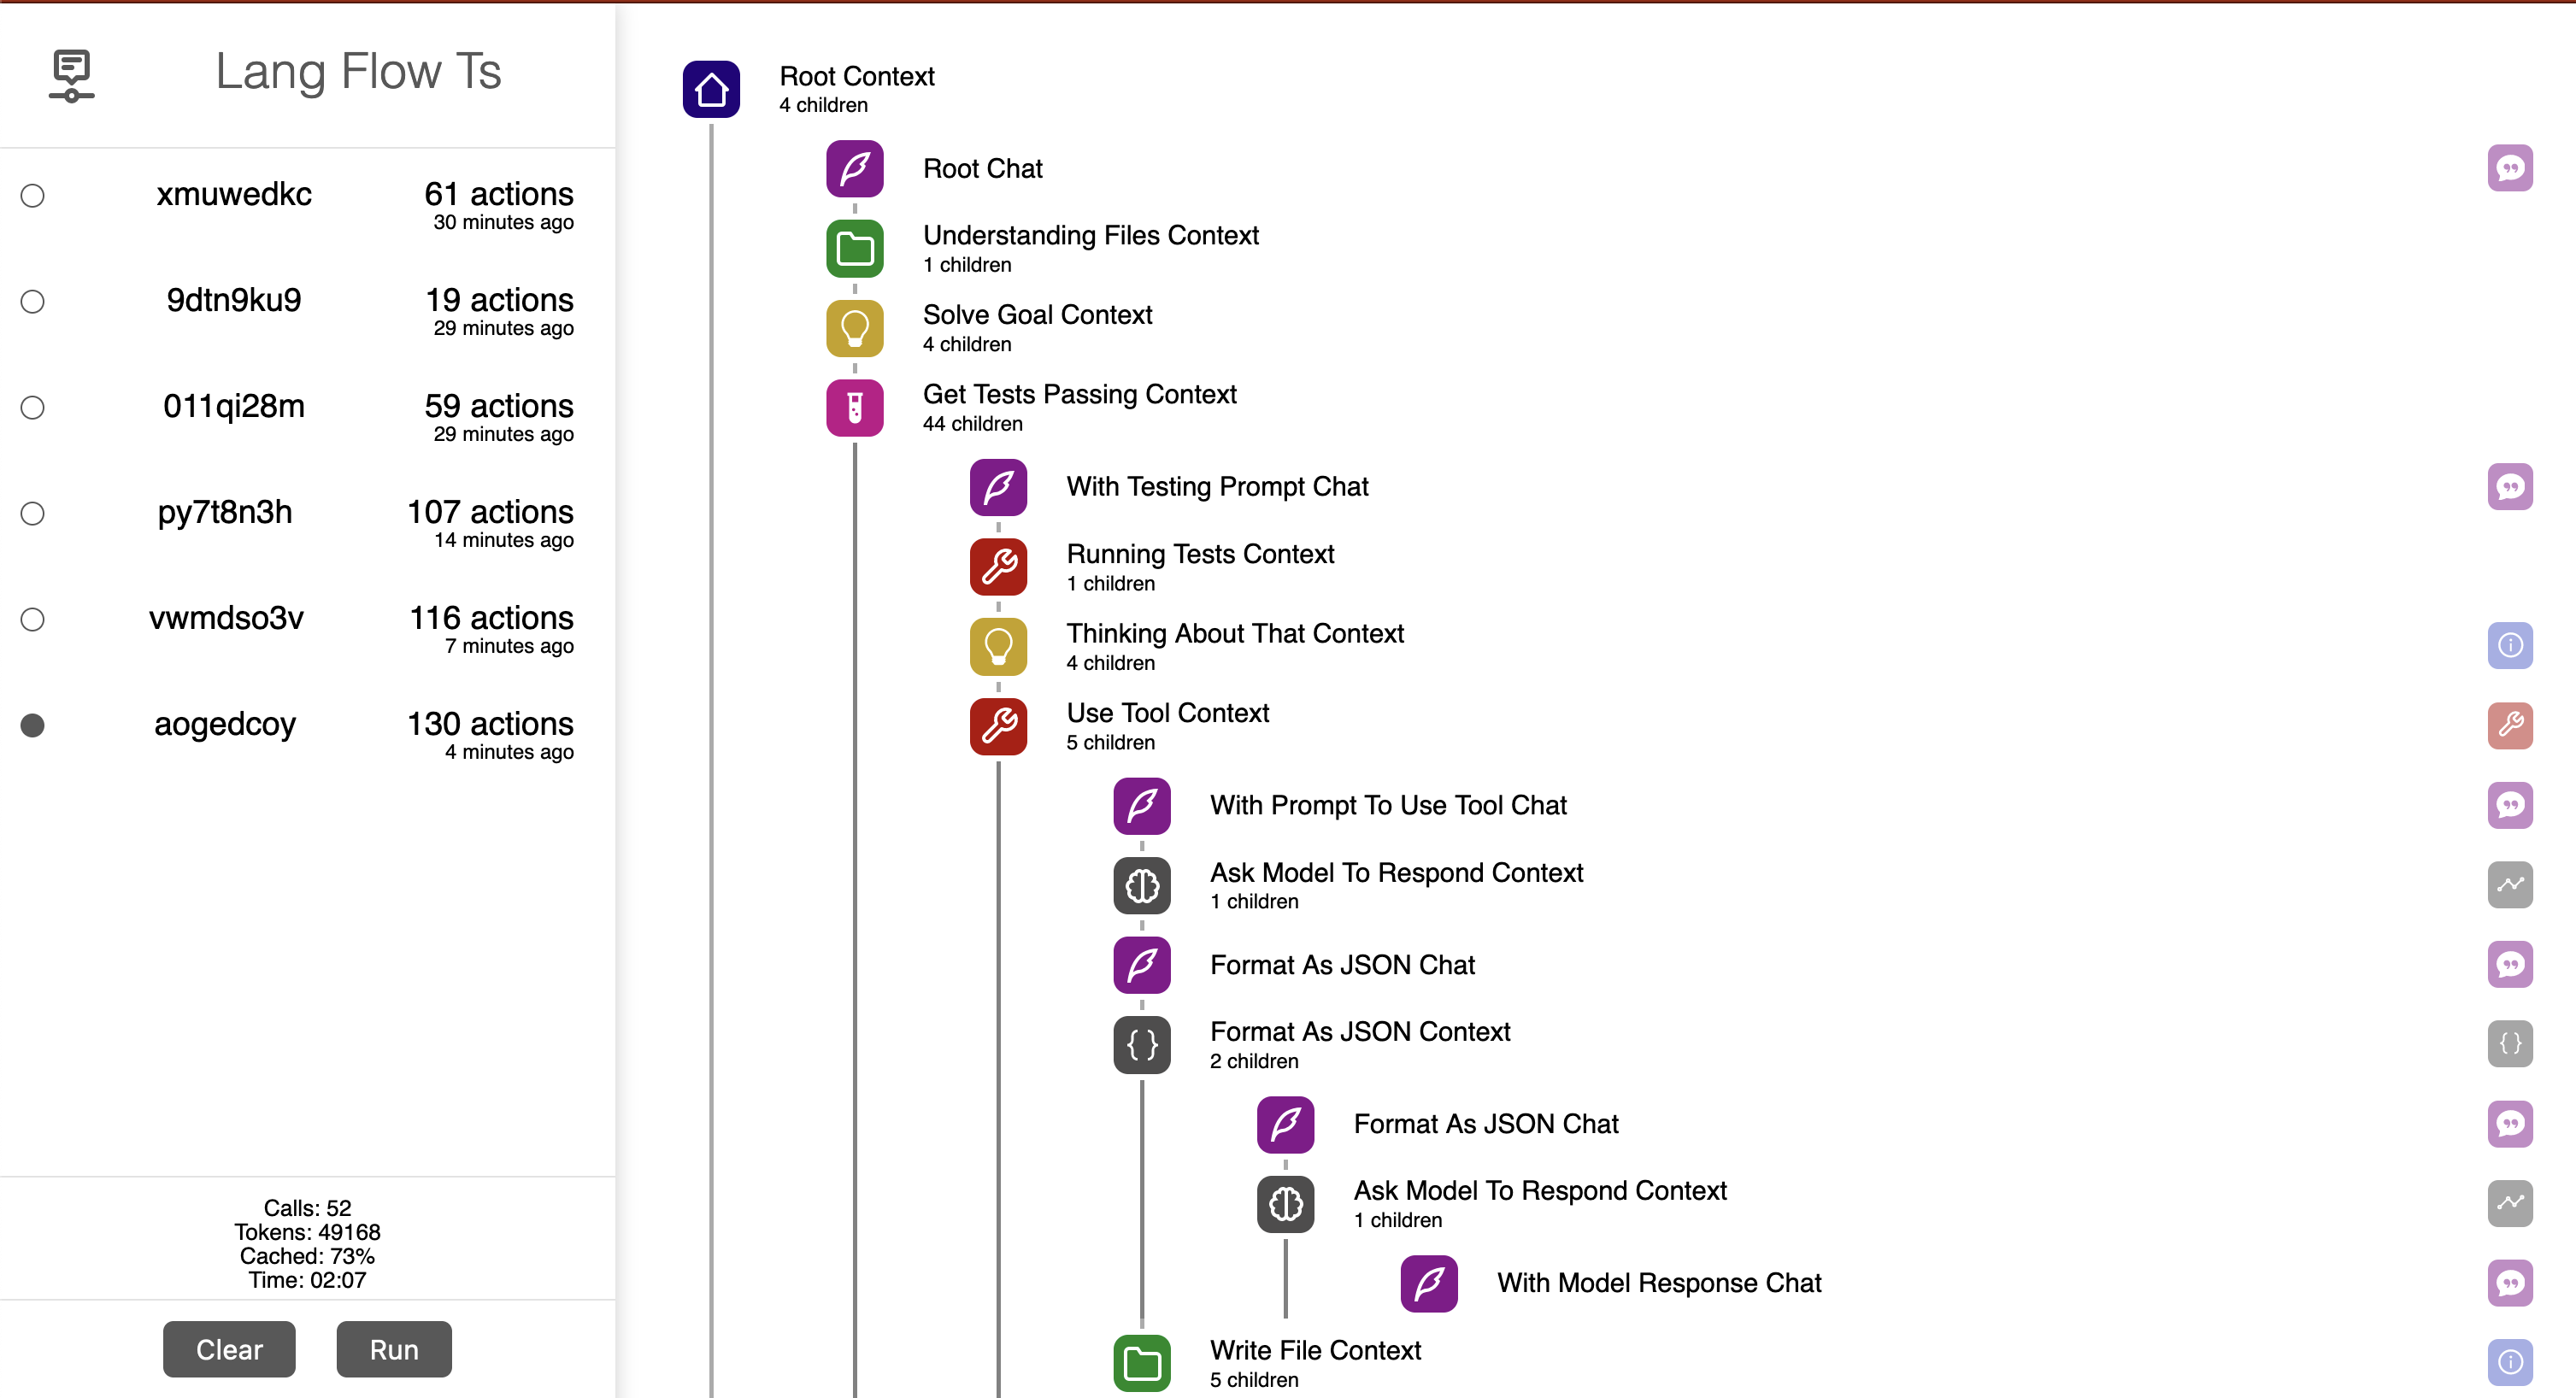 Lang Flow Ts
xmuwedkc
61 actions
30 minutes ago
9dtn9ku9
19 actions
29 minutes ago
011qi28m
59 actions
29 minutes ago
py7t8n3h
107 actions
14 minutes ago
vwmdso3v
116 actions
7 minutes ago
aogedcoy
130 actions
4 minutes ago
Calls: 52
Tokens: 49168
Cached: 73%
Time: 02:07
Clear
Run
Root Context
4 children
Root Chat
Understanding Files Context
1 children
Solve Goal Context
4 children
Get Tests Passing Context
44 children
With Testing Prompt Chat
Running Tests Context
1 children
Thinking About That Context
4 children
Use Tool Context
5 children
With Prompt To Use Tool Chat
Ask Model To Respond Context
1 children
Format As JSON Chat
Format As JSON Context
2 children
Format As JSON Chat
Ask Model To Respond Context
1 children
With Model Response Chat
Write File Context
5 children